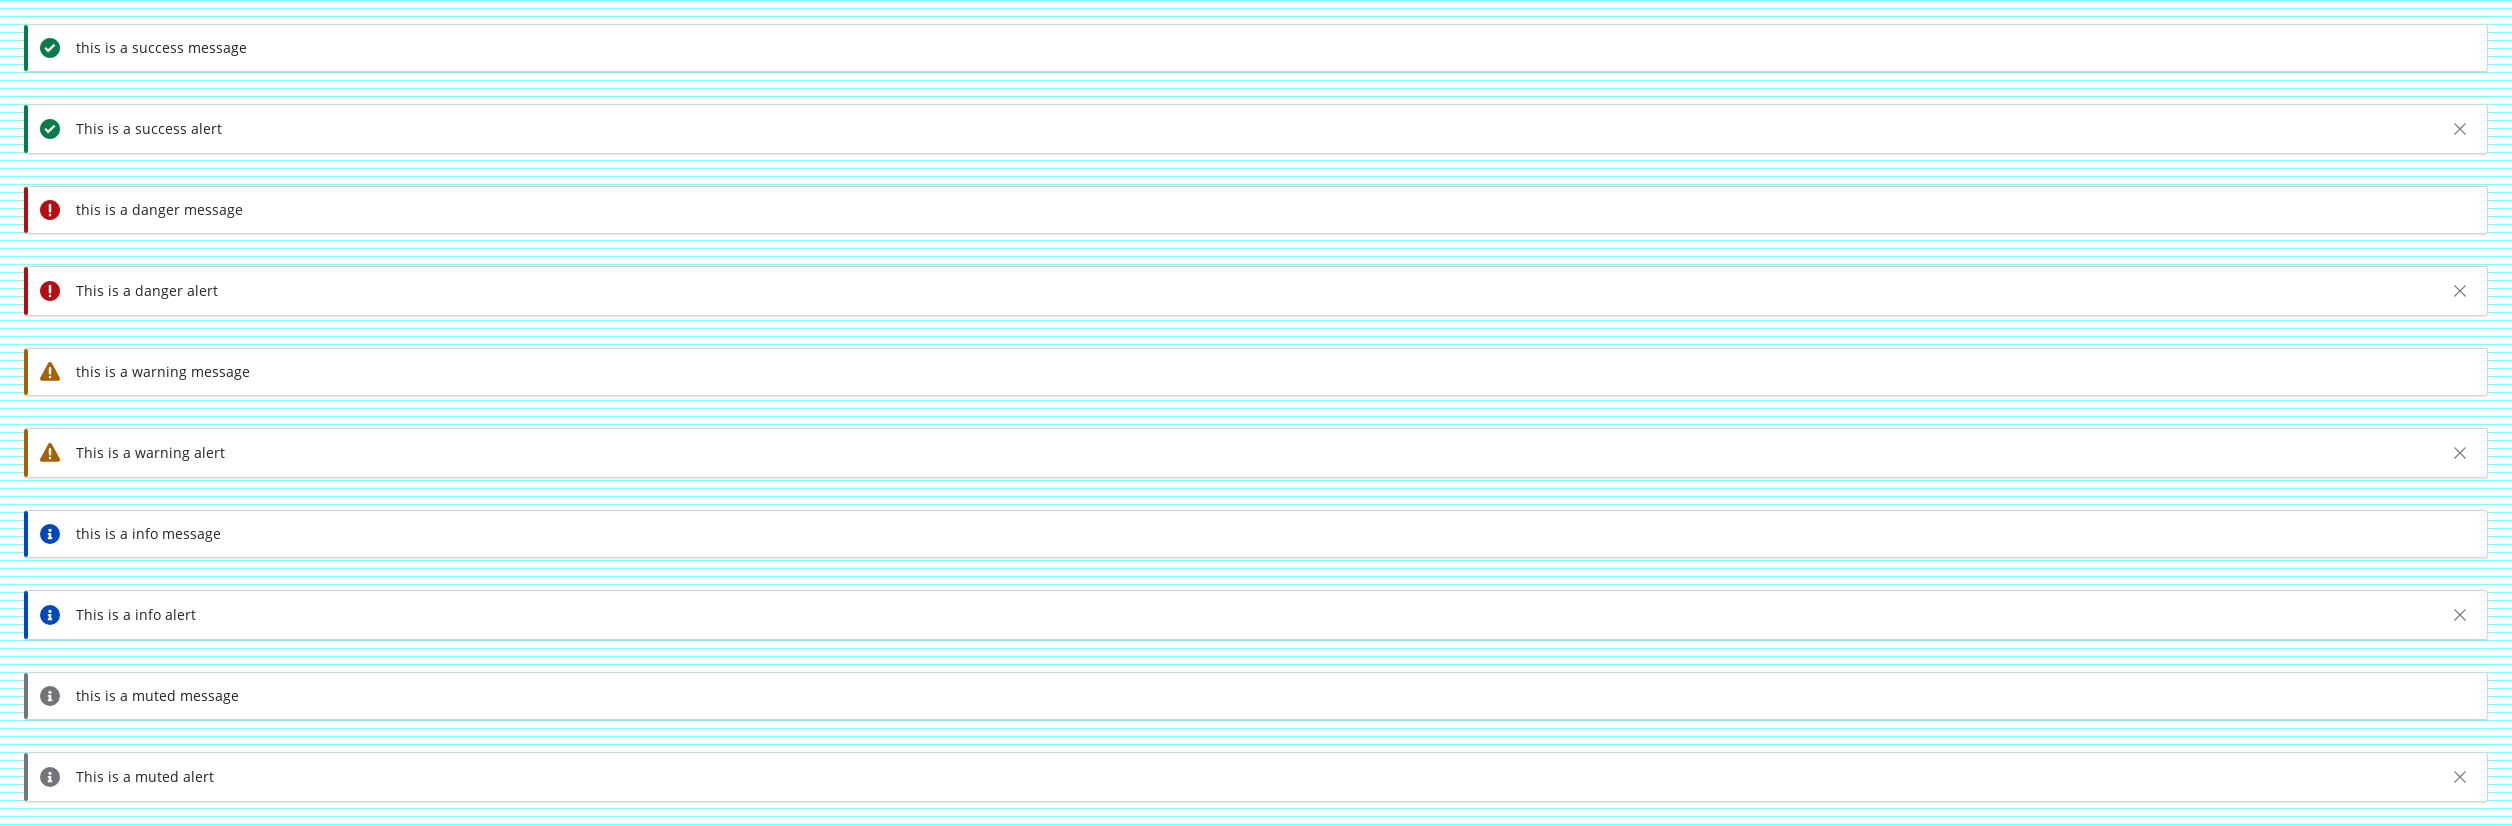 this is a success message
This is a success alert
this is a danger message
This is a danger alert
this is a warning message
This is a warning alert
this is a info message
This is a info alert
this is a muted message
This is a muted alert